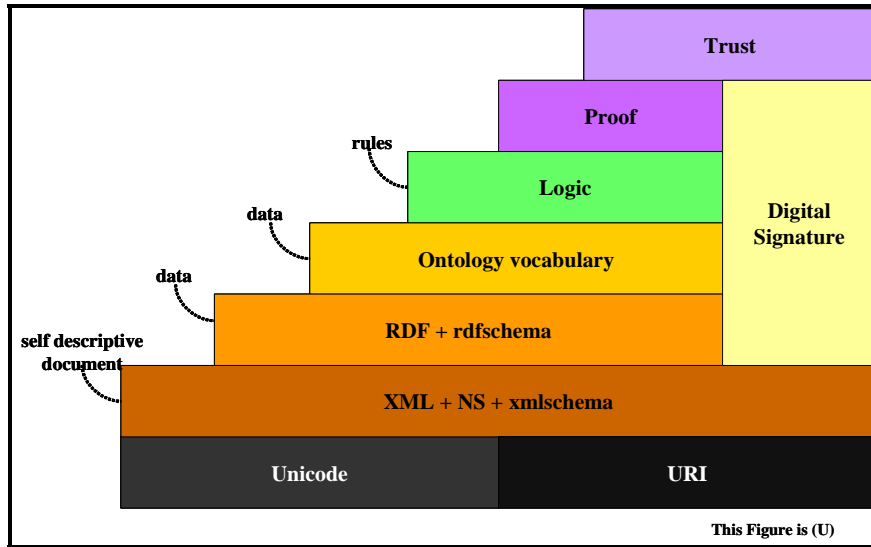 Trust
Proof
rules
Logic
Digital
Signature
data
Ontology vocabulary
data
RDF + rdfschema
self descriptive
document
XML + NS + xmlschema
Unicode
URI
This Figure is (U)